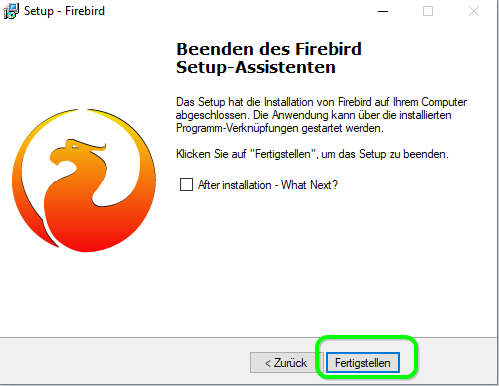 Setup - Firebird
Beenden des Firebird
Setup-Assistenten
Das Setup hat die Installation von Firebird auf Ihrem Computer
abgeschlossen. Die Anwendung kann über die installierten
Programm-Verknüpfungen gestartet werden.
Klicken Sie auf "Fertigstellen", um das Setup zu beenden.
After installation - What Next?
< Zurück
Fertigstellen